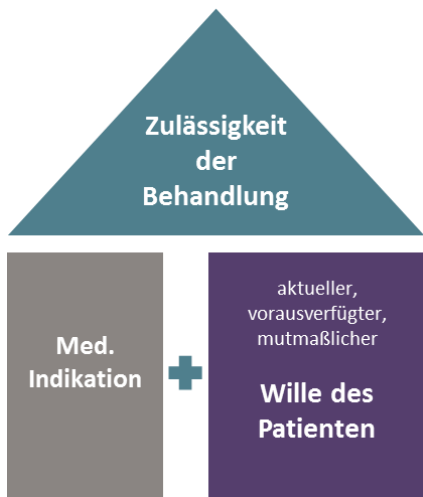 Zulässigkeit
der
Behandlung
Med.
Indikation
+
aktueller,
vorausverfügter,
mutmaßlicher
Wille des
Patienten